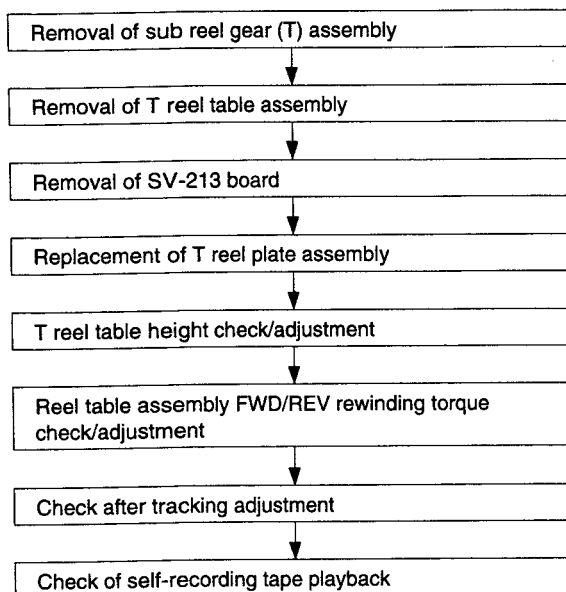 Removal of sub reel gear (T) assembly
Removal of T reel table assembly
Removal of SV-213 board
Replacement of T reel plate assembly
T reel table height check/adjustment
Reel table assembly FWD/REV rewinding torque
check/adjustment
Check after tracking adjustment
Check of self-recording tape playback